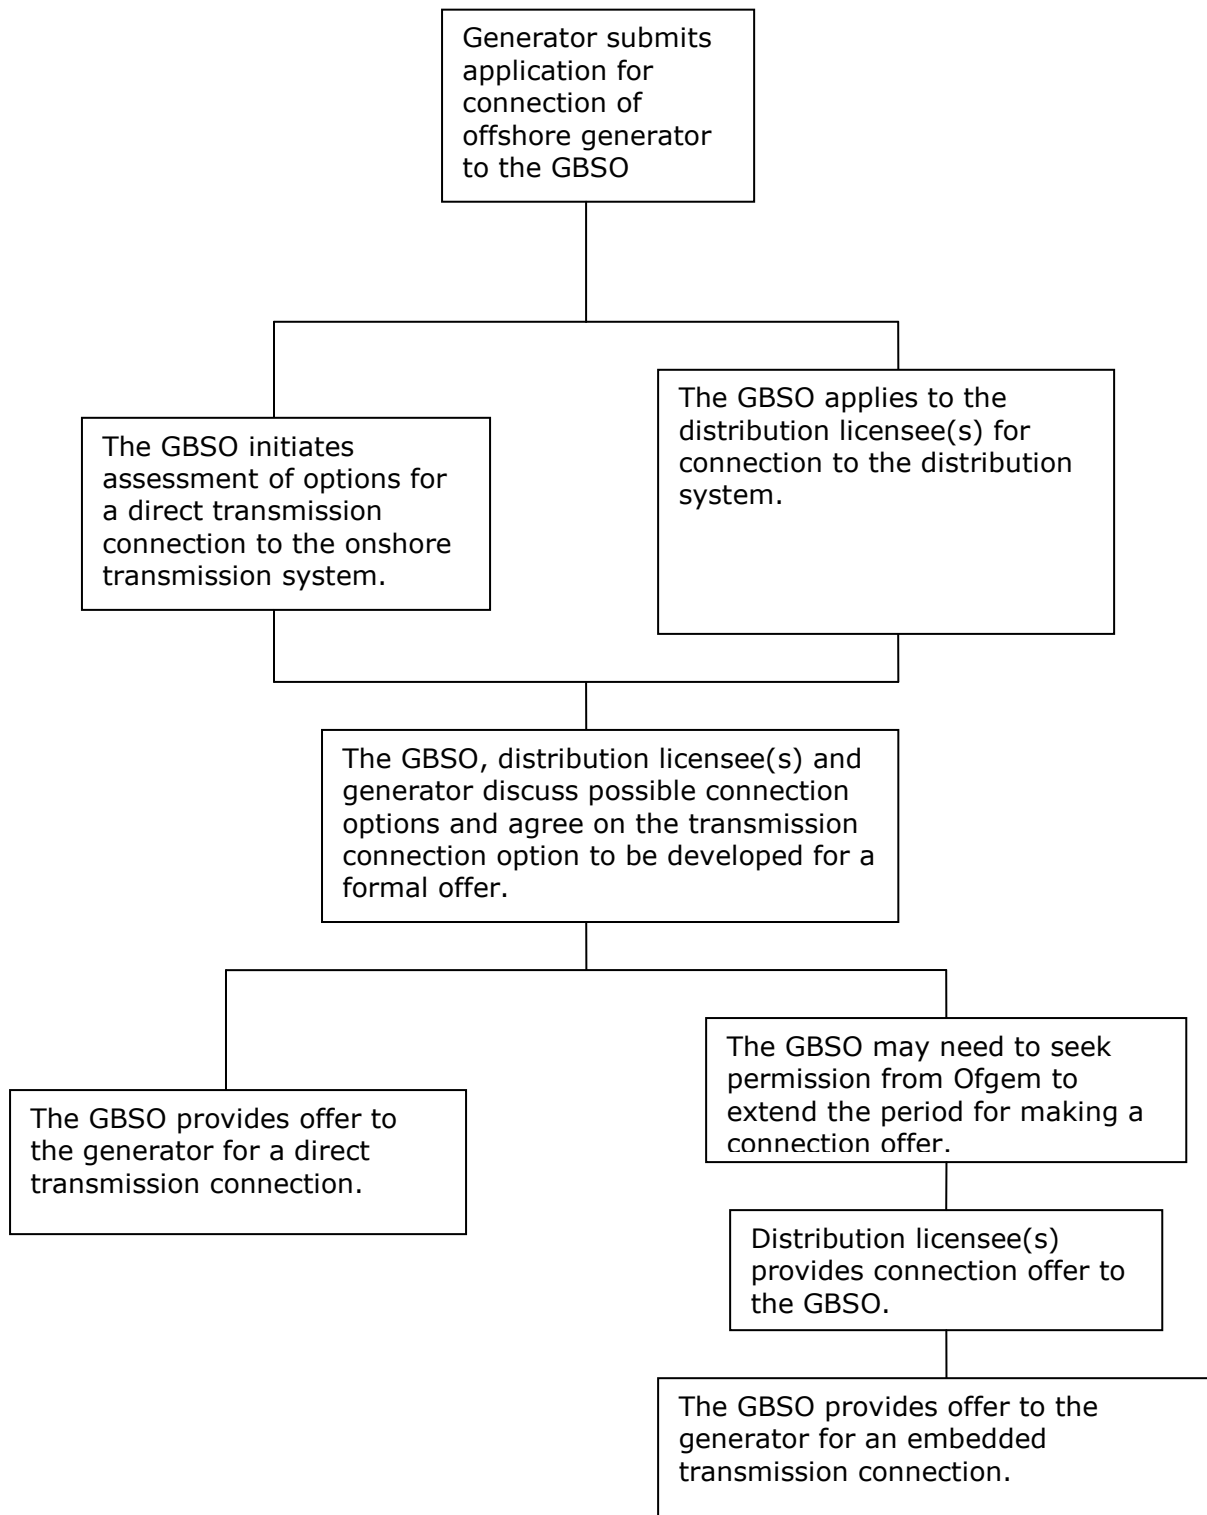 Generator submits
application for
connection of
offshore generator
to the GBSO
The GBSO initiates
assessment of options for
a direct transmission
connection to the onshore
transmission system.
The GBSO applies to the
distribution licensee(s) for
connection to the distribution
system.
The GBSO, distribution licensee(s) and
generator discuss possible connection
options and agree on the transmission
connection option to be developed for a
formal offer.
The GBSO provides offer to
the generator for a direct
transmission connection.
The GBSO may need to seek
permission from Ofgem to
extend the period for making a
connection offer.
Distribution licensee(s)
provides connection offer to
the GBSO.
The GBSO provides offer to the
generator for an embedded
transmission connection.